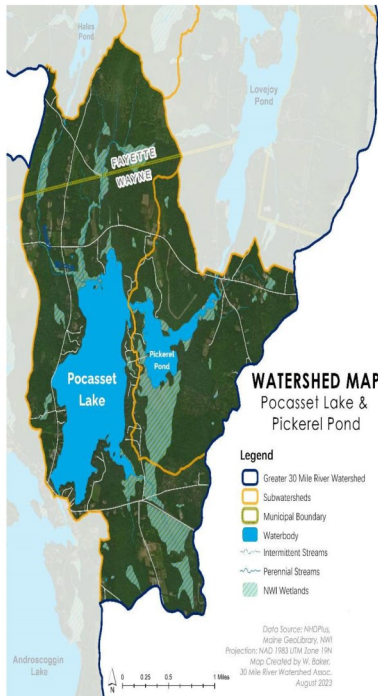 Hales
Pond
Lovejoy
Pond
FAYETTE
WAYNE
Pickerel
Pond
Pocasset
Lake
WATERSHED MAP
Pocasset Lake &
Pickerel Pond
Legend
Greater 30 Mile River Watershed
Subwatersheds
Municipal Boundary
Waterbody
Intermittent Streams
Perennial Streams
NWI Wetlands
Data Source: NHDPlus,
Maine GeoLibrary, NWI
Projection: NAD 1983 UTM Zone 19N
Map Created by W. Baker,
30 Mile River Watershed Assoc.
August 2023
Androscoggin
Lake
N
0 0.25 0.5 1 Miles